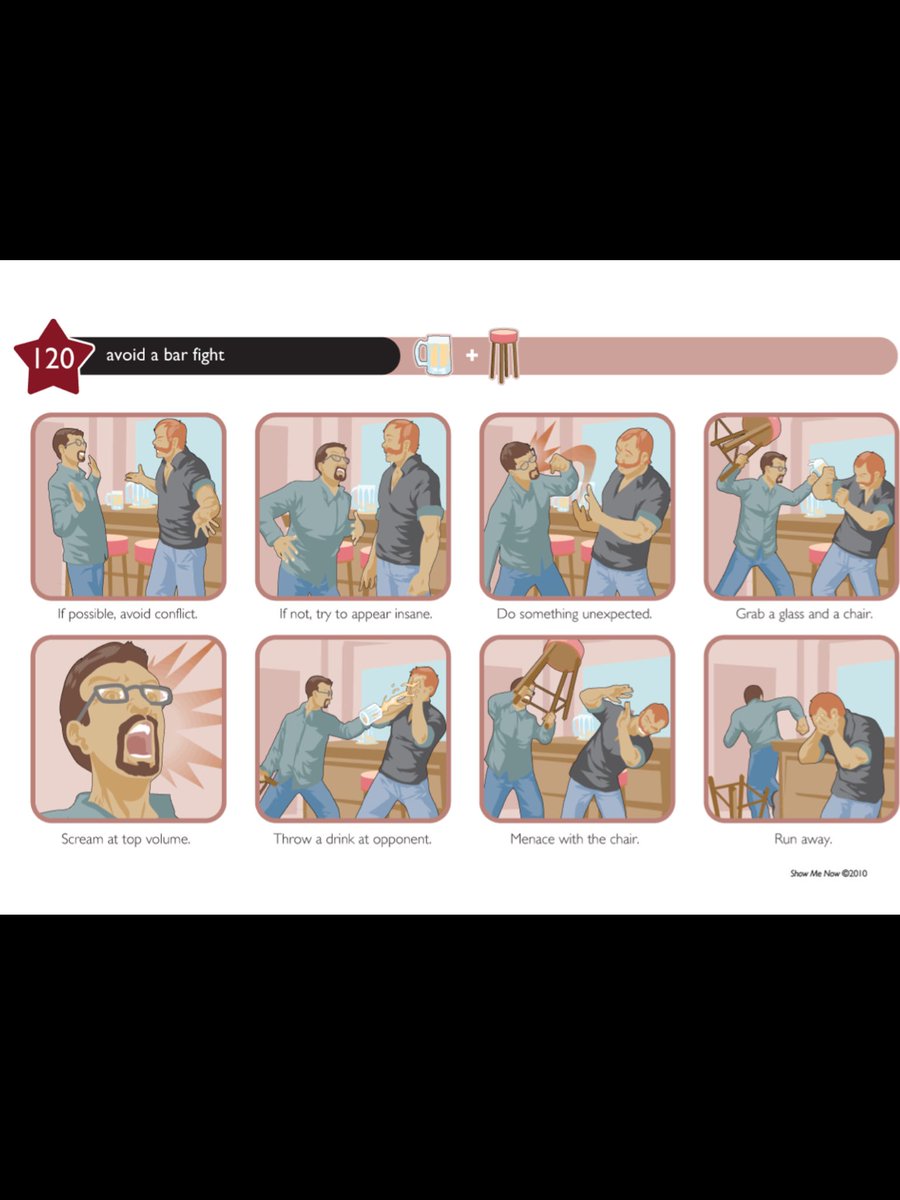 120
avoid a bar fight
If possible, avoid conflict.
If not, try to appear insane.
Do something unexpected.
Grab a glass and a chair.
Scream at top volume.
Throw a drink at opponent.
Menace with the chair.
Run away.
Show Me Now ©2010